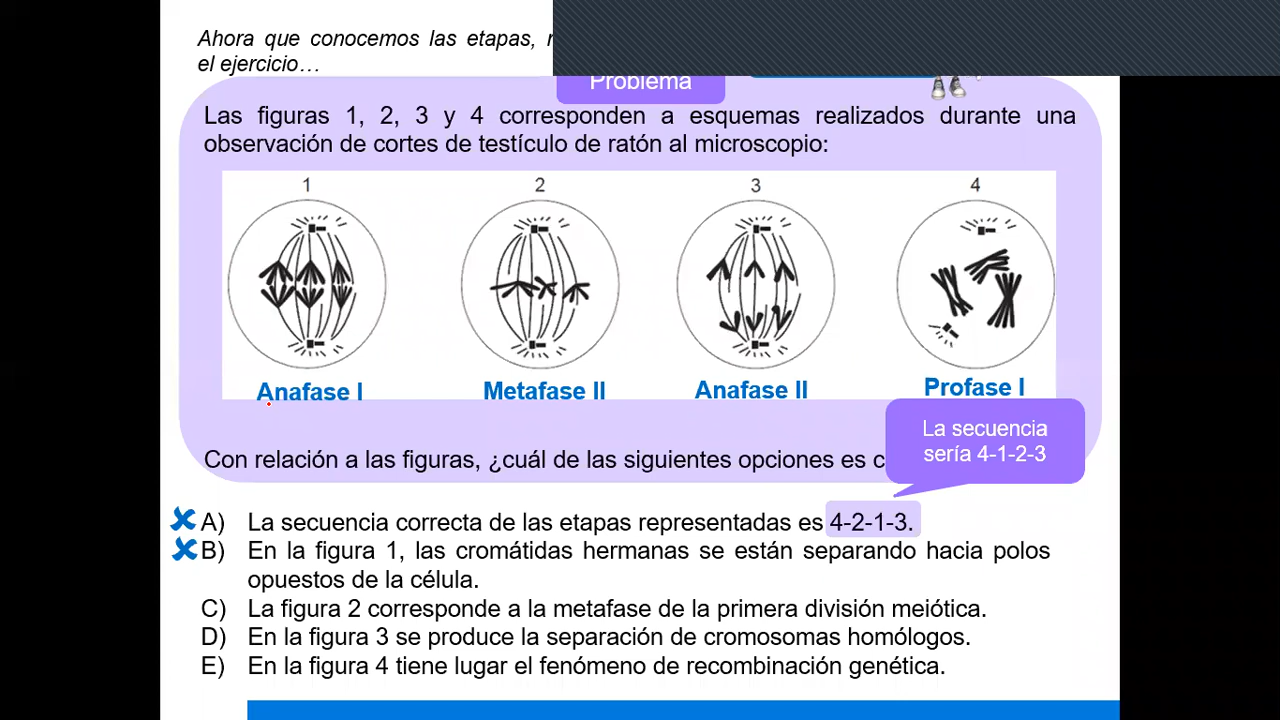 Ahora que conocemos las etapas,
el ejercicio…
Problema
Las figuras 1, 2, 3 y 4 corresponden a esquemas realizados durante una
observación de cortes de testículo de ratón al microscopio:
1 2 3 4
Anafase I Metafase II Anafase II Profase I
La secuencia
sería 4-1-2-3
Con relación a las figuras, ¿cuál de las siguientes opciones es c
A) La secuencia correcta de las etapas representadas es 4-2-1-3.
B) En la figura 1, las cromátidas hermanas se están separando hacia polos
opuestos de la célula.
C) La figura 2 corresponde a la metafase de la primera división meiótica.
D) En la figura 3 se produce la separación de cromosomas homólogos.
E) En la figura 4 tiene lugar el fenómeno de recombinación genética.